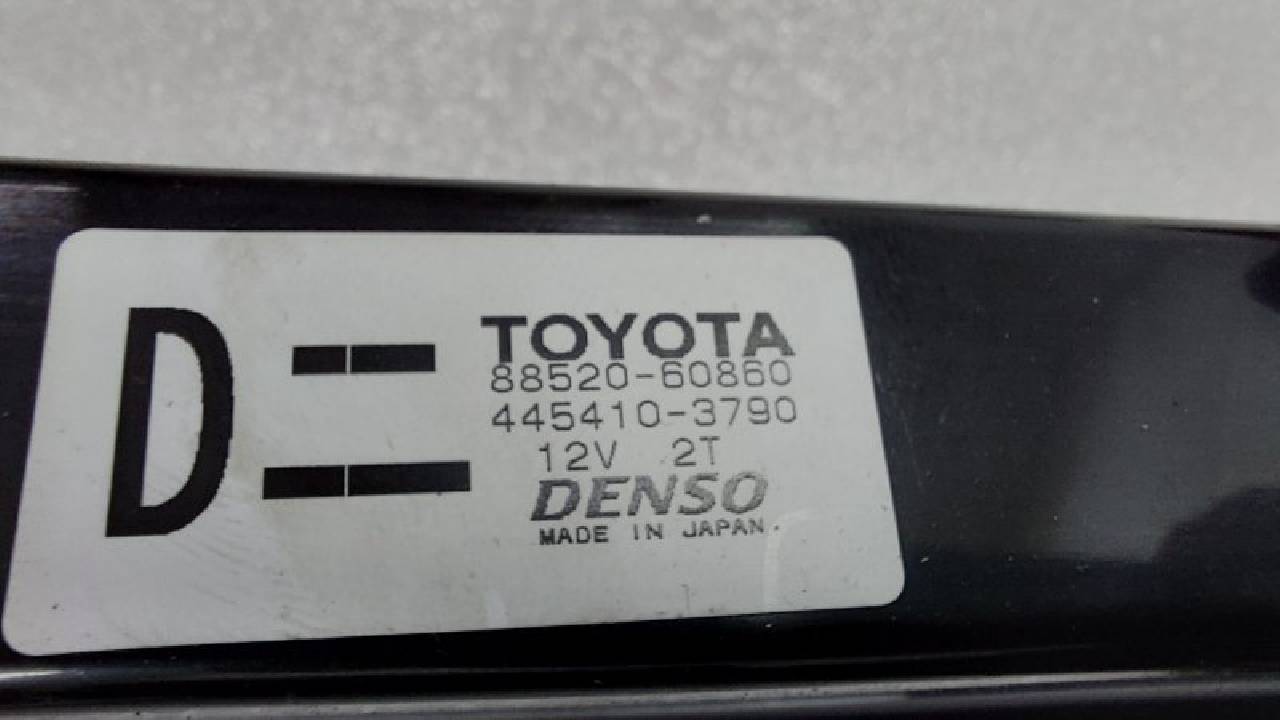 D
TOYOTA
88520-60860
445410-3790
12V 2T
DENSO
MADE IN JAPAN